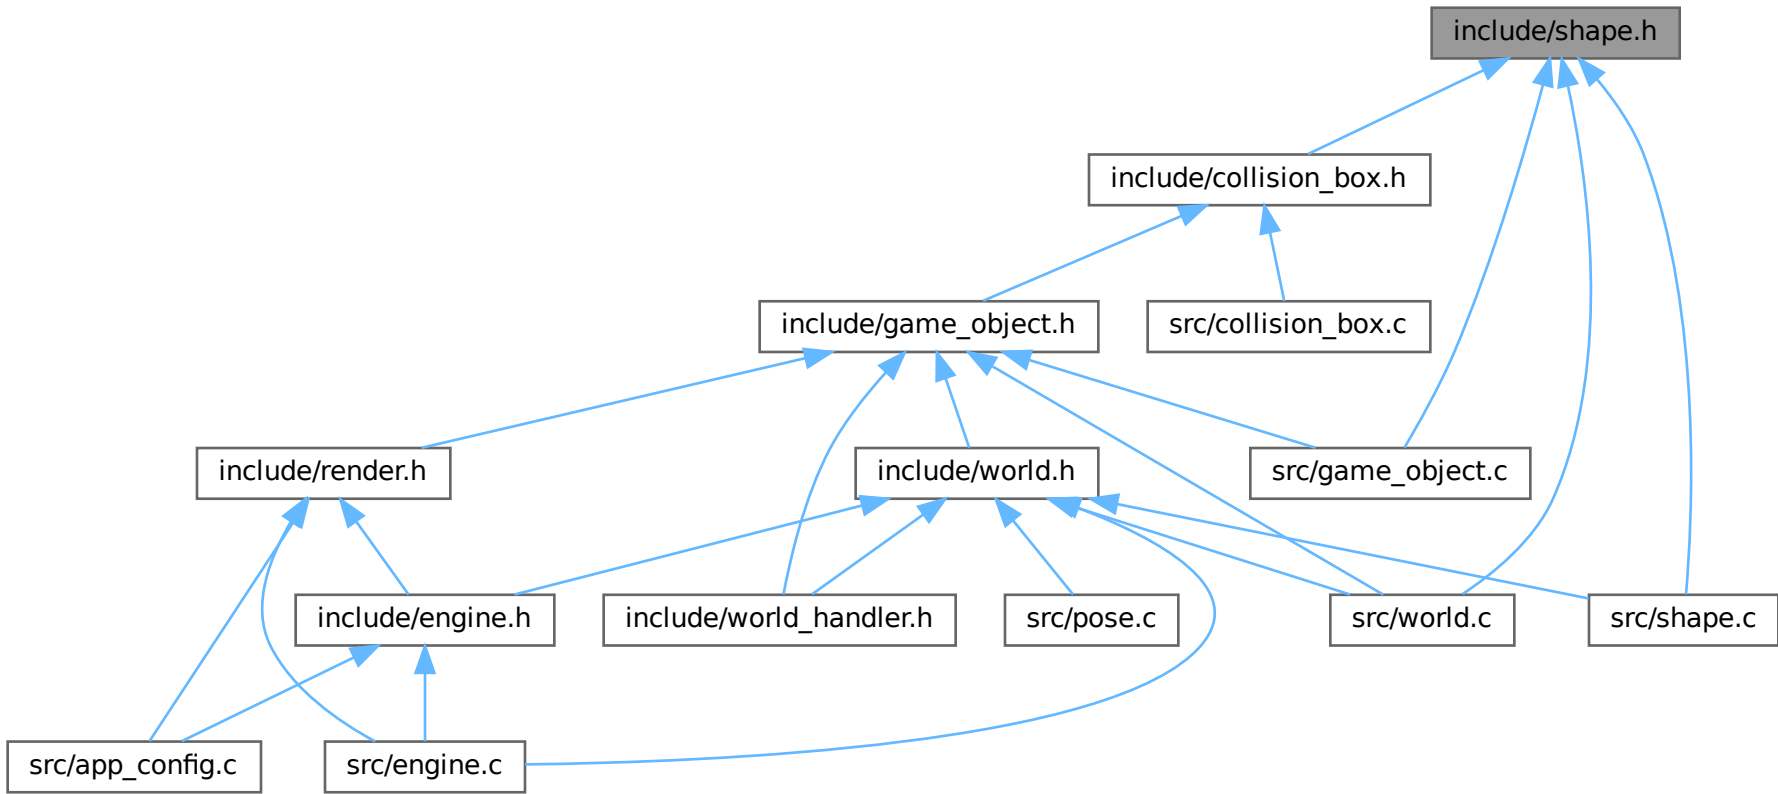 include/shape.h
include/collision_box.h
include/game_object.h
src/collision_box.c
include/render.h
include/world.h
src/game_object.c
include/engine.h
include/world_handler.h
src/pose.c
src/world.c
src/shape.c
src/app_config.c
src/engine.c